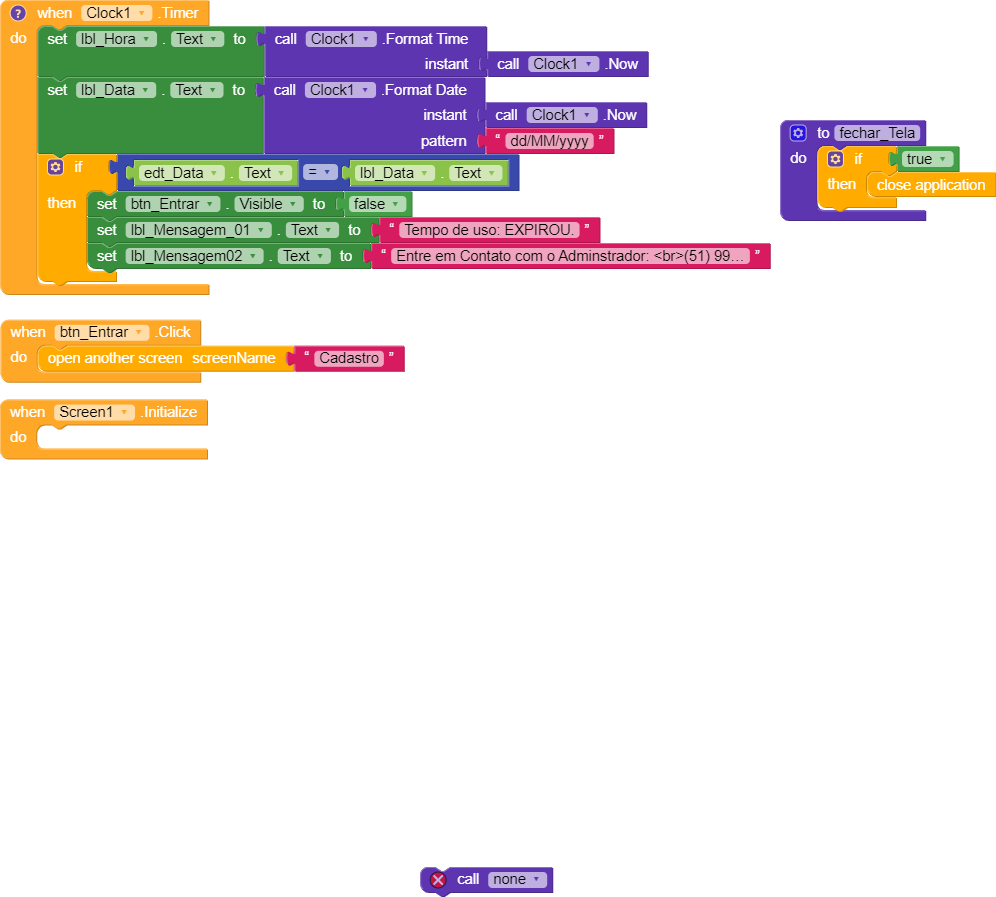 ? when Clock1 .Timer
do set lbl_Hora . Text to call Clock1 .Format Time
instant call Clock1 .Now
set lbl_Data . Text to call Clock1 .Format Date
instant call Clock1 .Now
pattern “ dd/MM/yyyy ”
if edt_Data . Text = lbl_Data . Text
then set btn_Entrar . Visible to false
set lbl_Mensagem_01 . Text to “ Tempo de uso: EXPIROU. ”
set lbl_Mensagem02 . Text to “ Entre em Contato com o Adminstrador: <br>(51) 99... ”
to fechar_Tela
do if true
then close application
when btn_Entrar .Click
do open another screen screenName “ Cadastro ”
when Screen1 .Initialize
do
call none